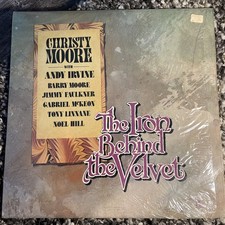 CHRISTY
MOORE
WITH
ANDY IRVINE
BARRY MOORE
JIMMY FAULKNER
GABRIEL McKEON
TONY LINNANE
NOEL HILL
The Iron
Behind
the Velvet